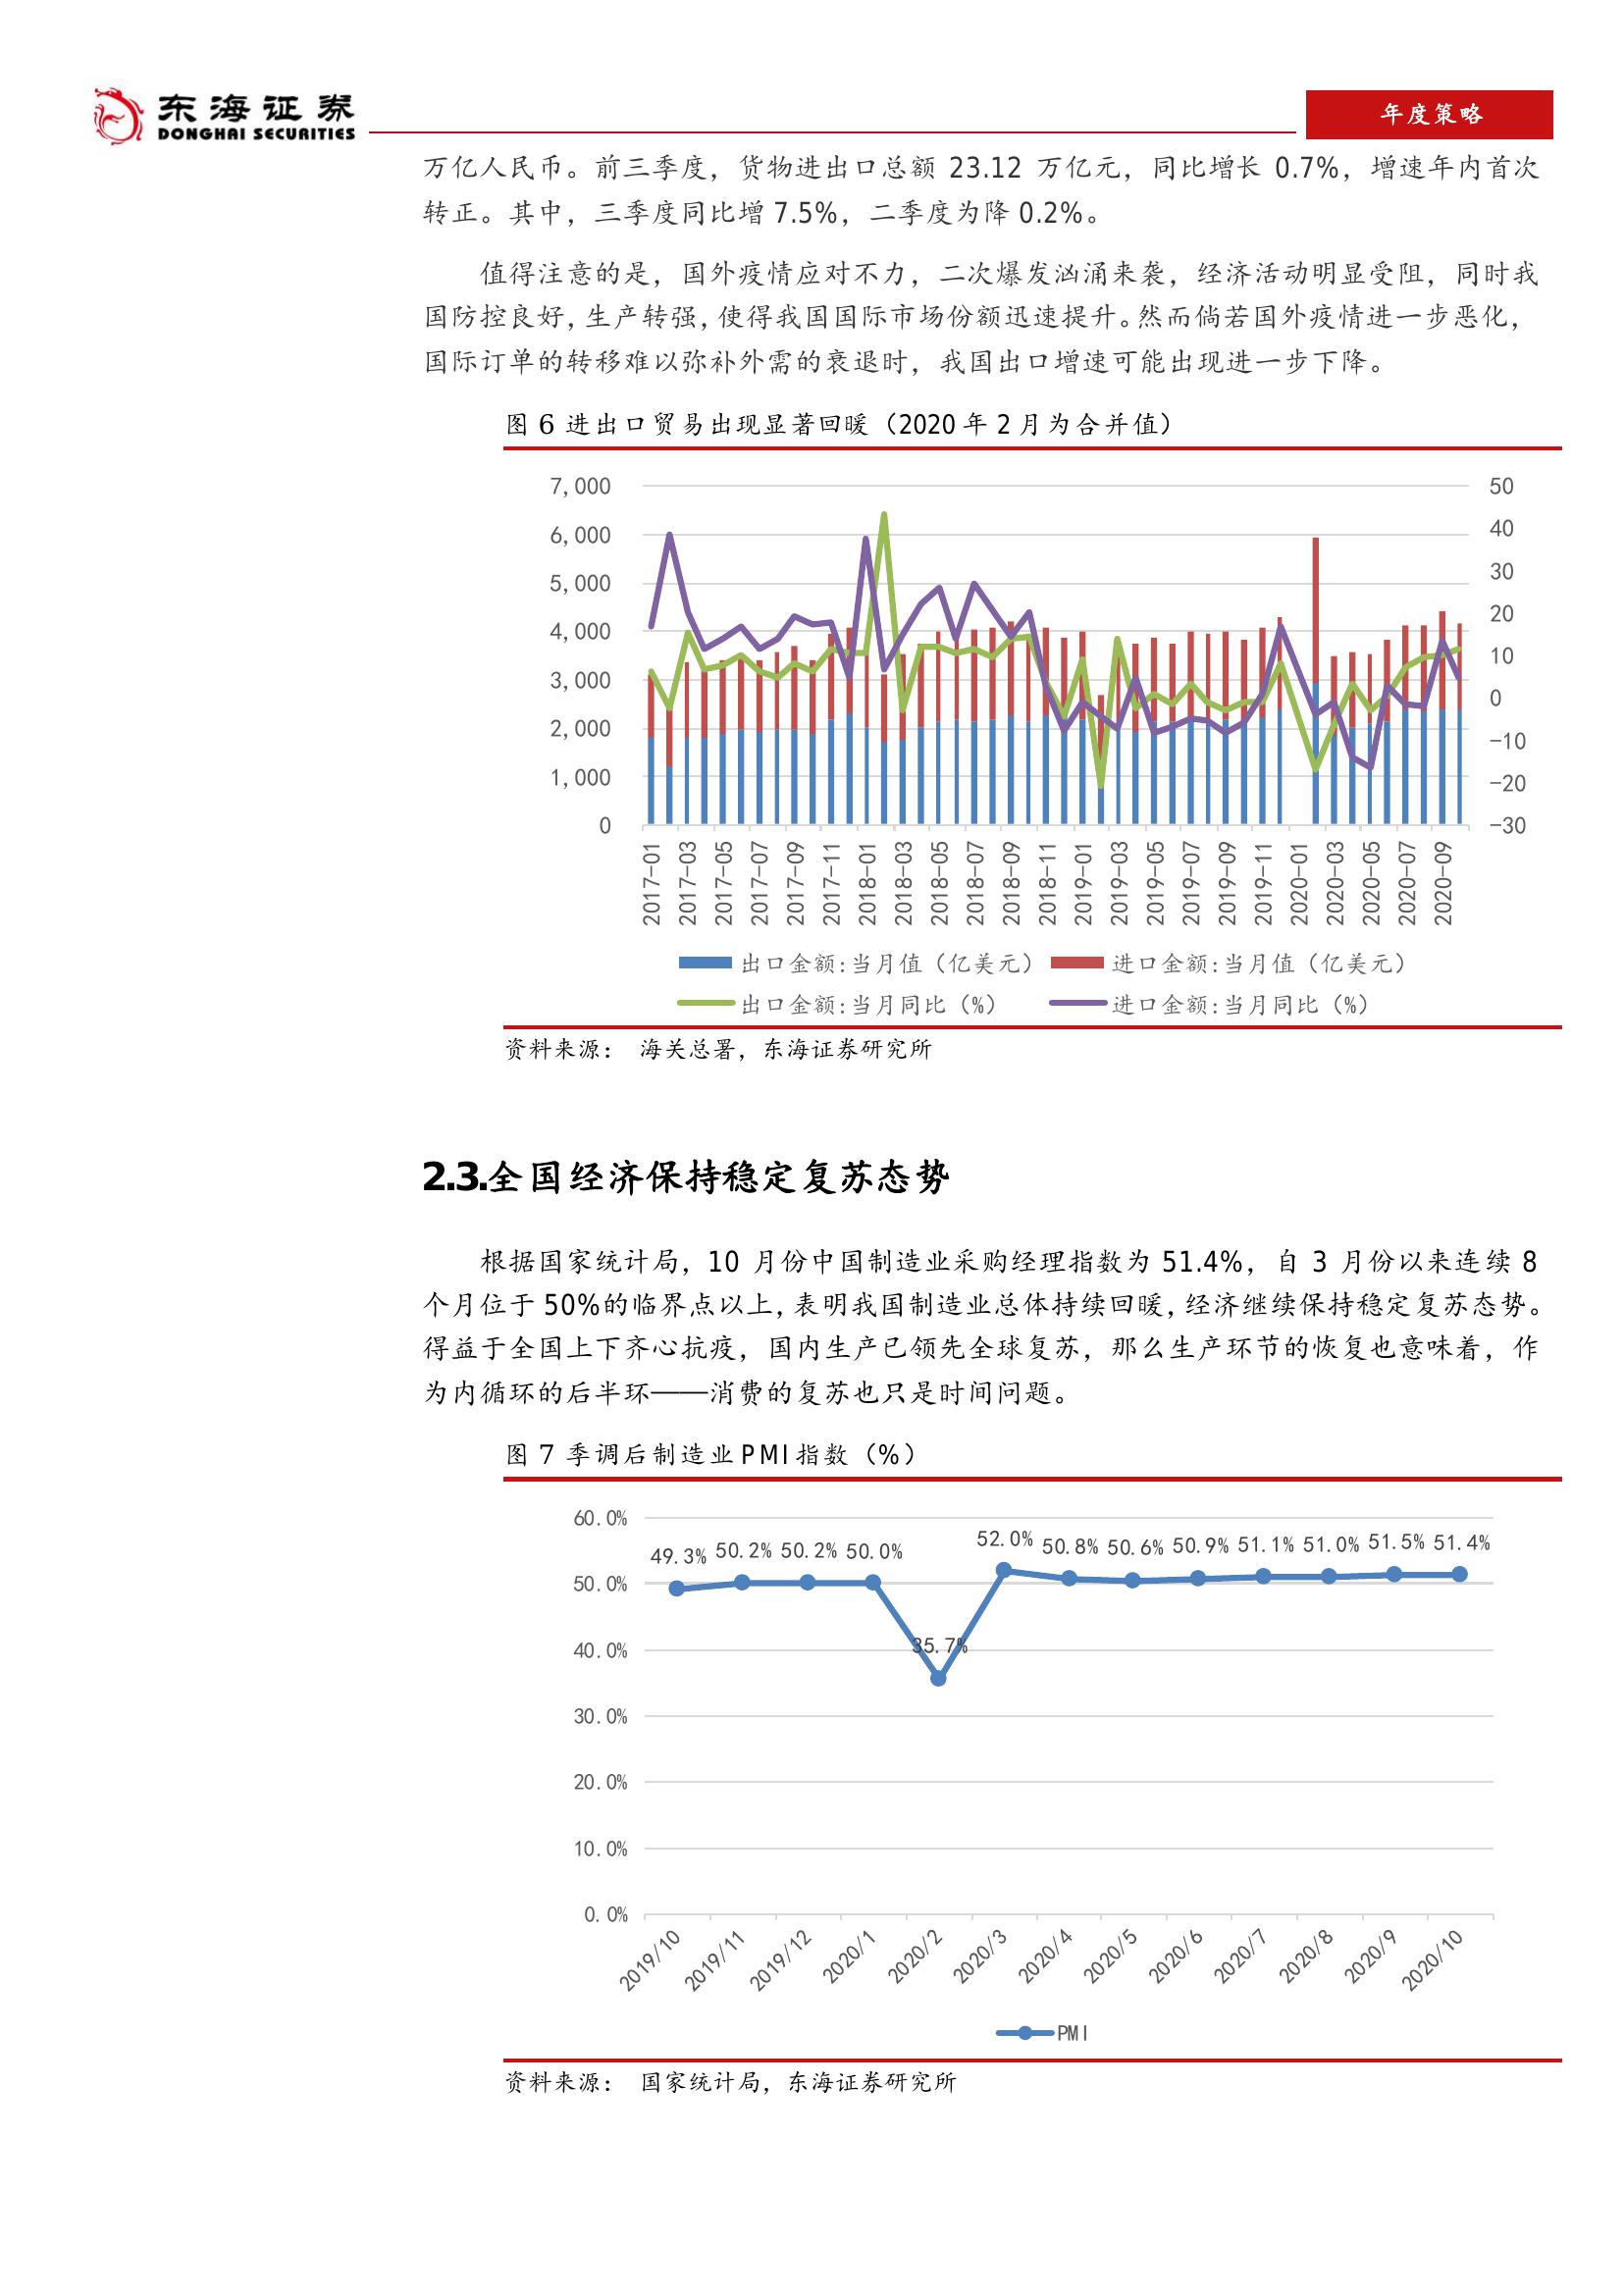 东海证券
DONGHAI SECURITIES
年度策略
万亿人民币。前三季度，货物进出口总额 23.12 万亿元，同比增长 0.7%，增速年内首次
转正。其中，三季度同比增 7.5%，二季度为降 0.2%。
值得注意的是，国外疫情应对不力，二次爆发汹涌来袭，经济活动明显受阻，同时我
国防控良好，生产转强，使得我国国际市场份额迅速提升。然而倘若国外疫情进一步恶化，
国际订单的转移难以弥补外需的衰退时，我国出口增速可能出现进一步下降。
图 6 进出口贸易出现显著回暖（2020 年 2 月为合并值）
7,000
6,000
5,000
4,000
3,000
2,000
1,000
0
50
40
30
20
10
0
-10
-20
-30
2017-01
2017-03
2017-05
2017-07
2017-09
2017-11
2018-01
2018-03
2018-05
2018-07
2018-09
2018-11
2019-01
2019-03
2019-05
2019-07
2019-09
2019-11
2020-01
2020-03
2020-05
2020-07
2020-09
出口金额:当月值（亿美元） 进口金额:当月值（亿美元）
出口金额:当月同比（%） 进口金额:当月同比（%）
资料来源： 海关总署，东海证券研究所
2.3.全国经济保持稳定复苏态势
根据国家统计局，10 月份中国制造业采购经理指数为 51.4%，自 3 月份以来连续 8
个月位于 50%的临界点以上，表明我国制造业总体持续回暖，经济继续保持稳定复苏态势。
得益于全国上下齐心抗疫，国内生产已领先全球复苏，那么生产环节的恢复也意味着，作
为内循环的后半环——消费的复苏也只是时间问题。
图 7 季调后制造业 PMI 指数（%）
60.0%
50.0%
40.0%
30.0%
20.0%
10.0%
0.0%
49.3% 50.2% 50.2% 50.0% 35.7% 52.0% 50.8% 50.6% 50.9% 51.1% 51.0% 51.5% 51.4%
2019/10
2019/11
2019/12
2020/1
2020/2
2020/3
2020/4
2020/5
2020/6
2020/7
2020/8
2020/9
2020/10
PMI
资料来源： 国家统计局，东海证券研究所